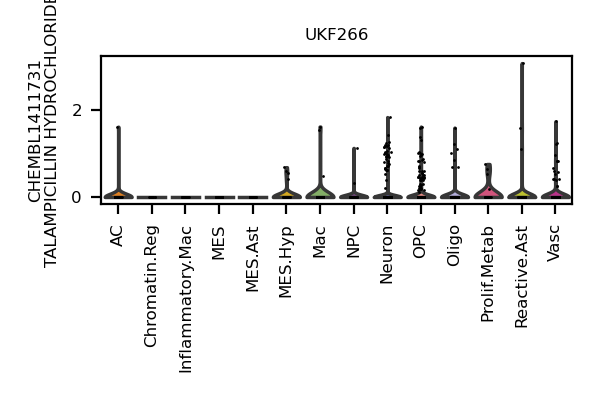 UKF266
CHEMBL1411731
TALAMPICILLIN HYDROCHLORIDE
2
0
AC
Chromatin.Reg
Inflammatory.Mac
MES
MES.Ast
MES.Hyp
Mac
NPC
Neuron
OPC
Oligo
Prolif.Metab
Reactive.Ast
Vasc